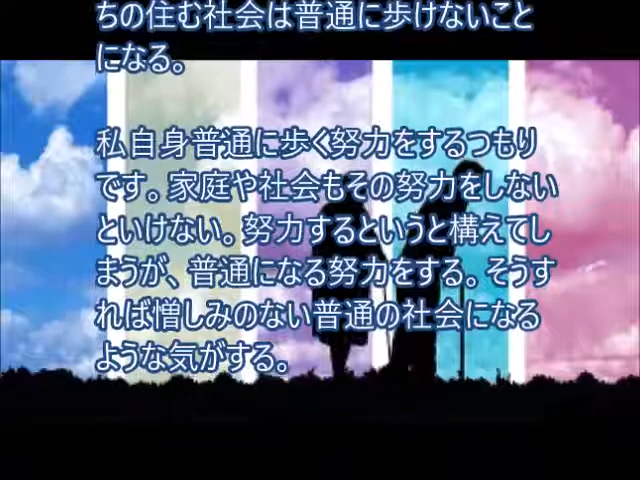 ちの住む社会は普通に歩けないこと
になる。
私自身普通に歩く努力をするつもり
です。家庭や社会もその努力をしない
といけない。努力するというと構えてし
まうが、普通になる努力をする。そうす
れば憎しみのない普通の社会になる
ような気がする。